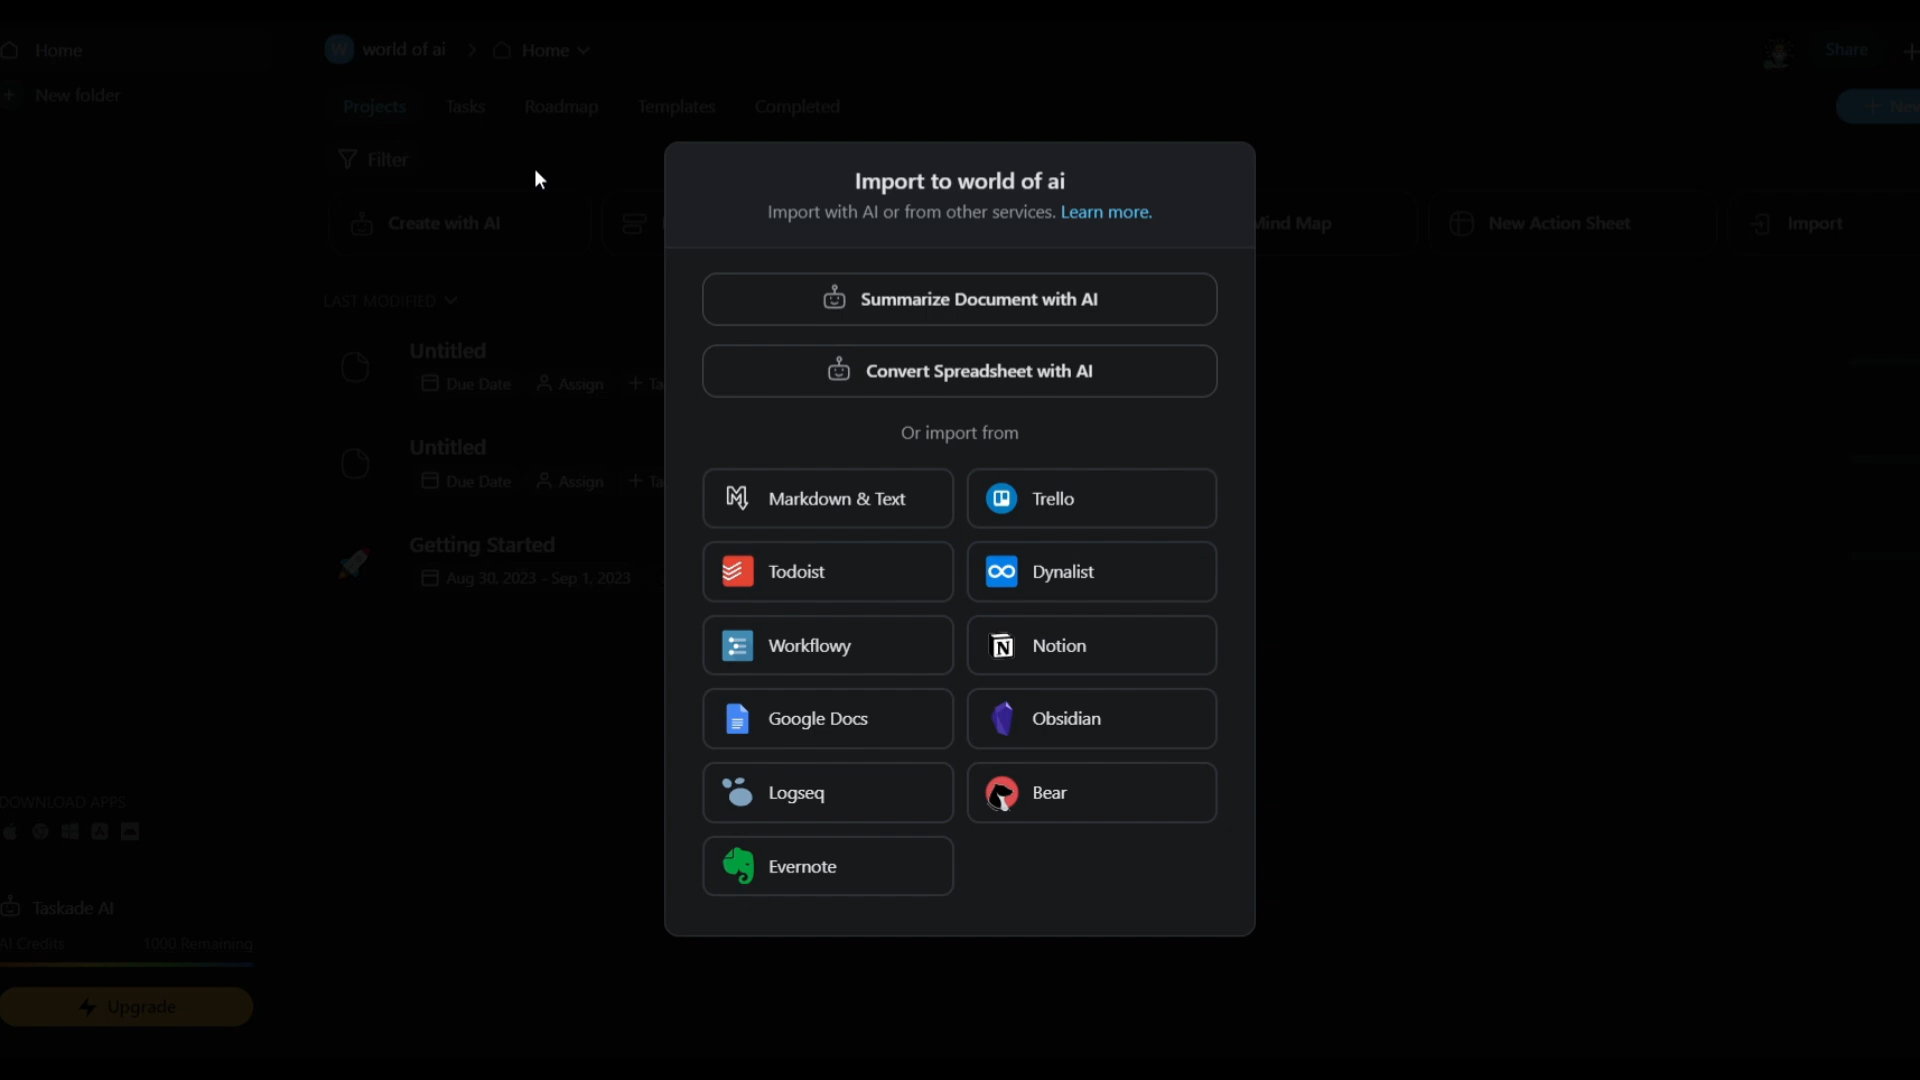 Home
New folder
W world of ai > Home
Share
Projects Tasks Roadmap Templates Completed
New
Filter
Create with AI
Mind Map
New Action Sheet
Import
LAST MODIFIED
Untitled
Due Date Assign + Ta
Untitled
Due Date Assign + Ta
Getting Started
Aug 30, 2023 - Sep 1, 2023
DOWNLOAD APPS
Taskade AI
AI Credits 1000 Remaining
Upgrade
Import to world of ai
Import with AI or from other services. Learn more.
Summarize Document with AI
Convert Spreadsheet with AI
Or import from
Markdown & Text
Trello
Todoist
Dynalist
Workflowy
Notion
Google Docs
Obsidian
Logseq
Bear
Evernote